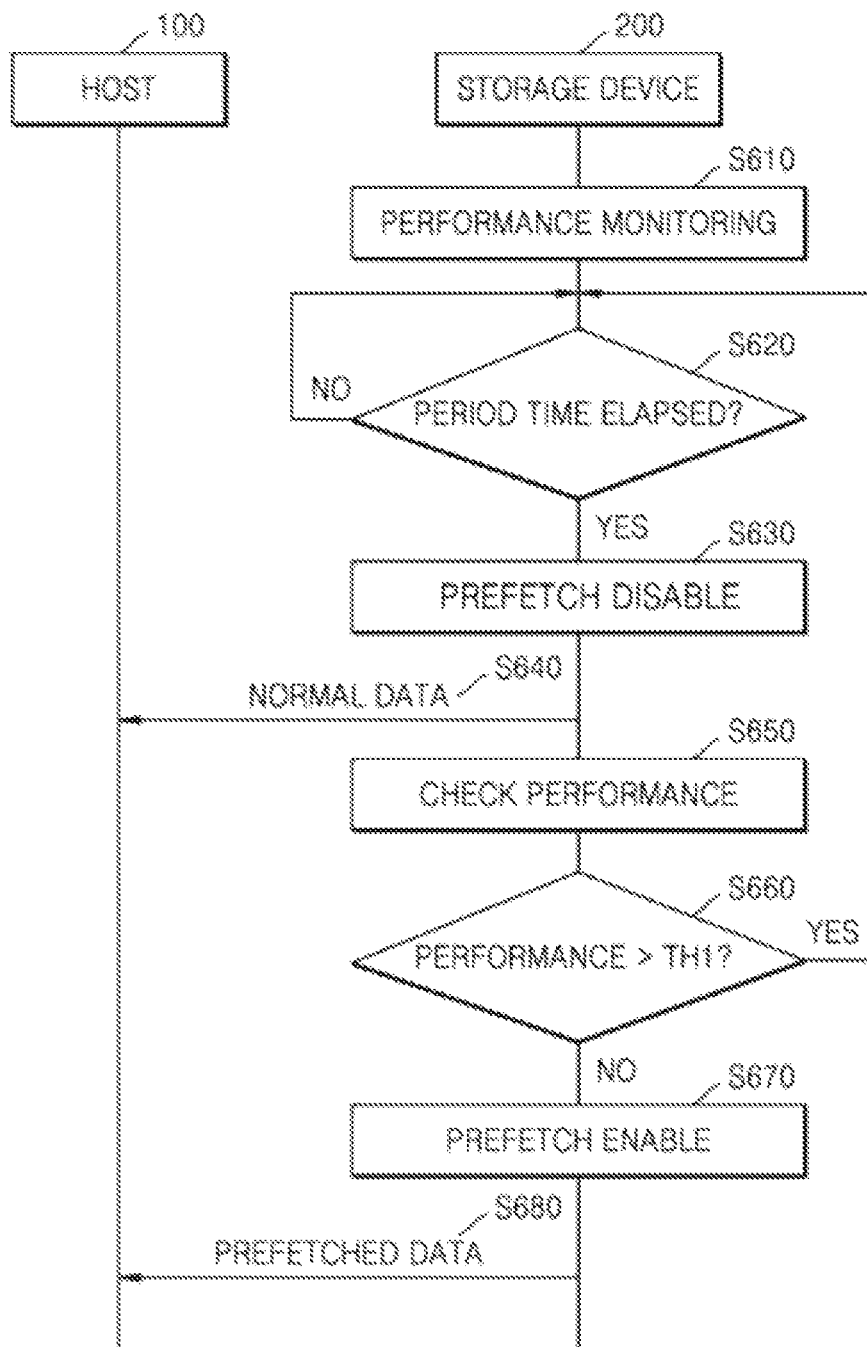 100
200
HOST
STORAGE DEVICE
S610
PERFORMANCE MONITORING
S620
NO
PERIOD TIME ELAPSED?
YES
S630
PREFETCH DISABLE
S640
NORMAL DATA
S650
CHECK PERFORMANCE
S660
YES
PERFORMANCE > TH1?
NO
S670
PREFETCH ENABLE
S680
PREFETCHED DATA